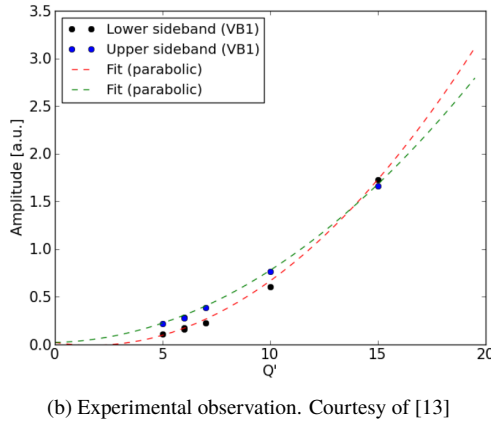 3.5
3.0
2.5
2.0
1.5
1.0
0.5
0.0
Amplitude [a.u.]
Lower sideband (VB1)
Upper sideband (VB1)
Fit (parabolic)
Fit (parabolic)
0 5 10 15 20
Q'
(b) Experimental observation. Courtesy of [13]